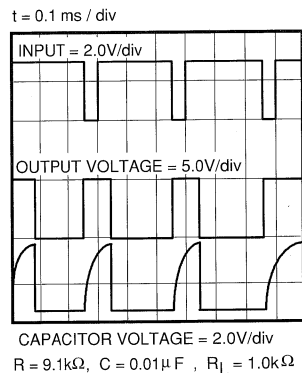 t = 0.1 ms / div
INPUT = 2.0V/div
OUTPUT VOLTAGE = 5.0V/div
CAPACITOR VOLTAGE = 2.0V/div
R = 9.1kΩ, C = 0.01µF , RL = 1.0kΩ